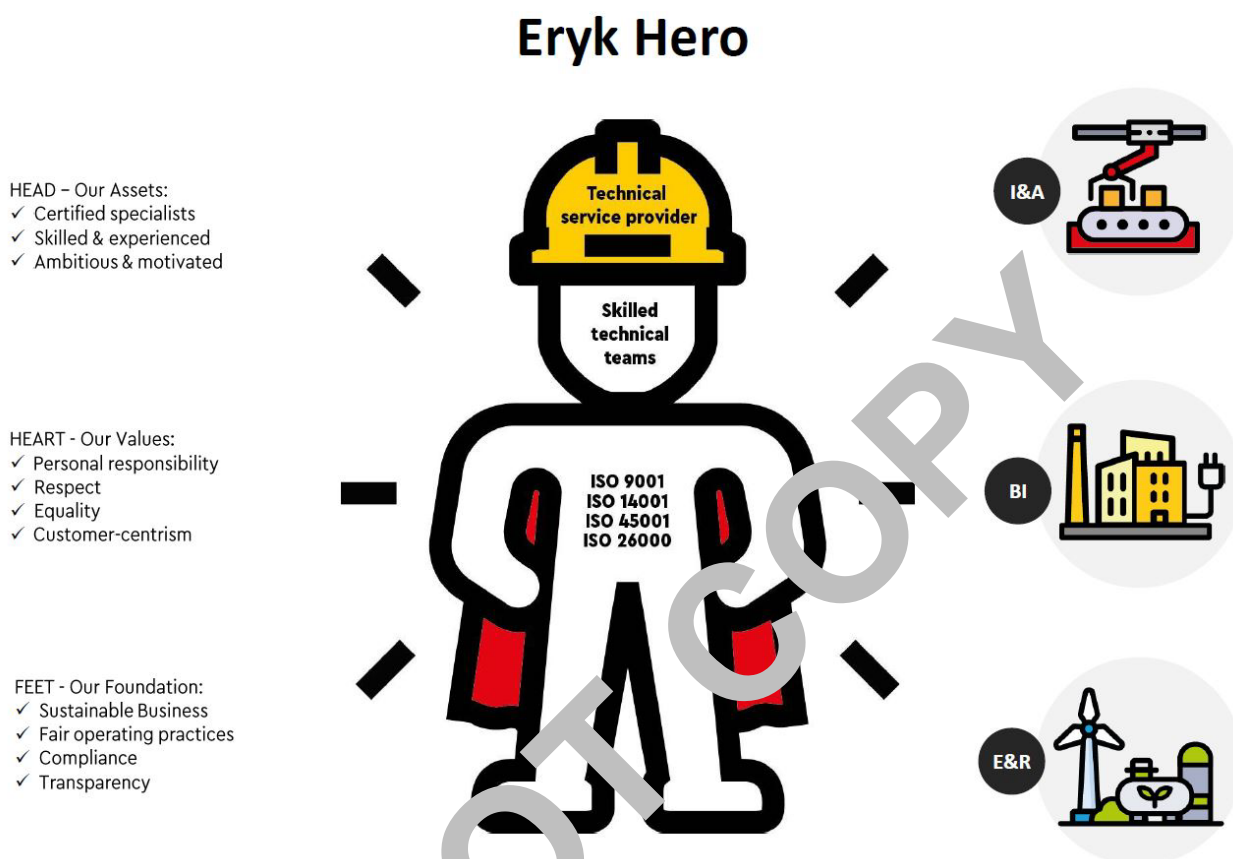 Eryk Hero
HEAD – Our Assets:
✓ Certified specialists
✓ Skilled & experienced
✓ Ambitious & motivated
HEART - Our Values:
✓ Personal responsibility
✓ Respect
✓ Equality
✓ Customer-centrism
FEET - Our Foundation:
✓ Sustainable Business
✓ Fair operating practices
✓ Compliance
✓ Transparency
Technical
service provider
Skilled
technical
teams
ISO 9001
ISO 14001
ISO 45001
ISO 26000
I&A
BI
E&R
OT COPY